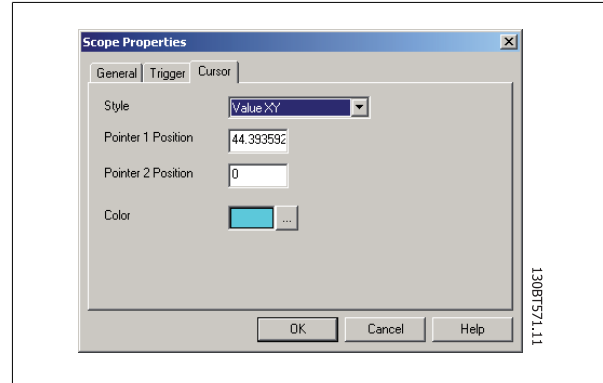 Scope Properties
General Trigger Cursor
Style Value XY
Pointer 1 Position 44.393592
Pointer 2 Position 0
Color ...
OK Cancel Help
130BT571.11